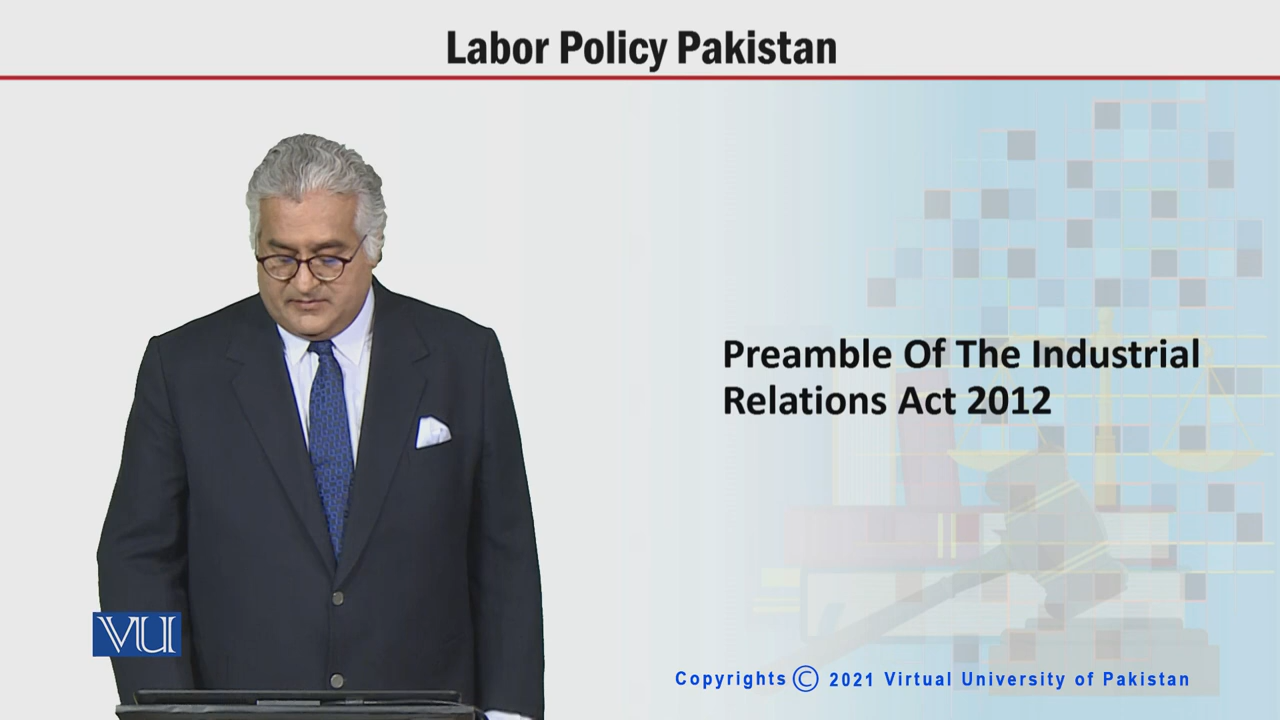 Labor Policy Pakistan
Preamble Of The Industrial
Relations Act 2012
VU
Copyrights © 2021 Virtual University of Pakistan